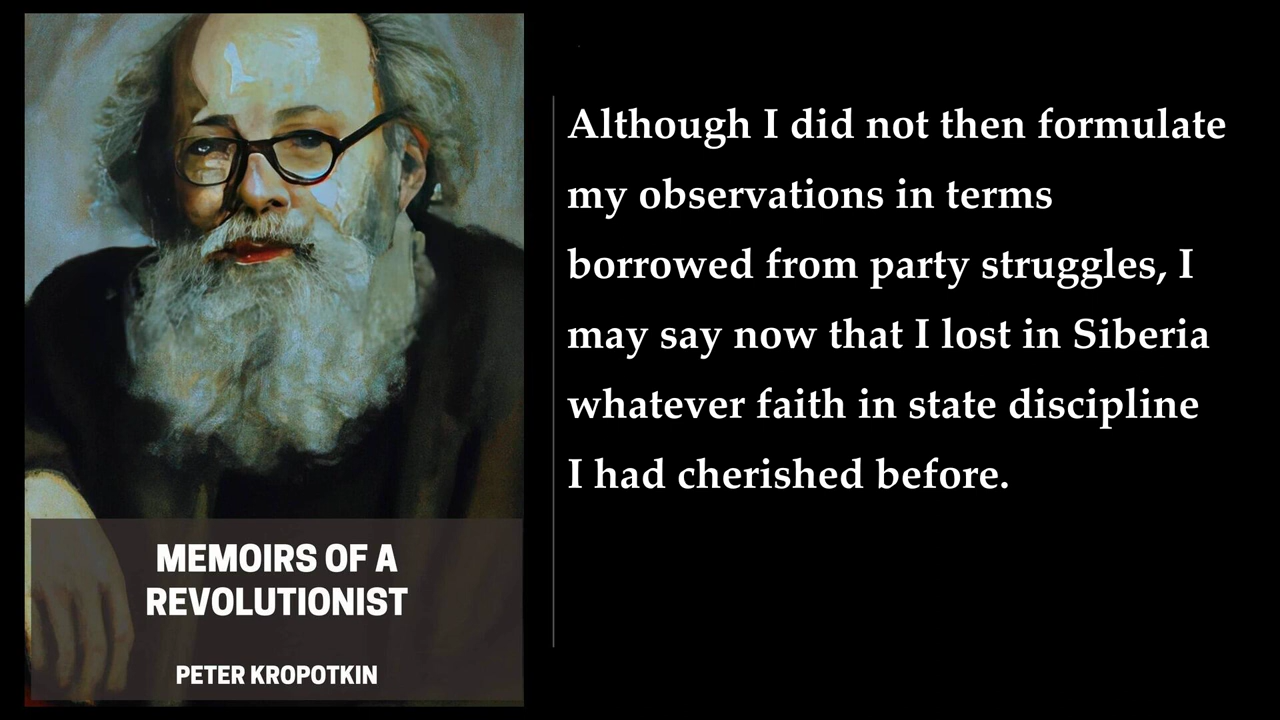 Although I did not then formulate
my observations in terms
borrowed from party struggles, I
may say now that I lost in Siberia
whatever faith in state discipline
I had cherished before.
MEMOIRS OF A
REVOLUTIONIST
PETER KROPOTKIN